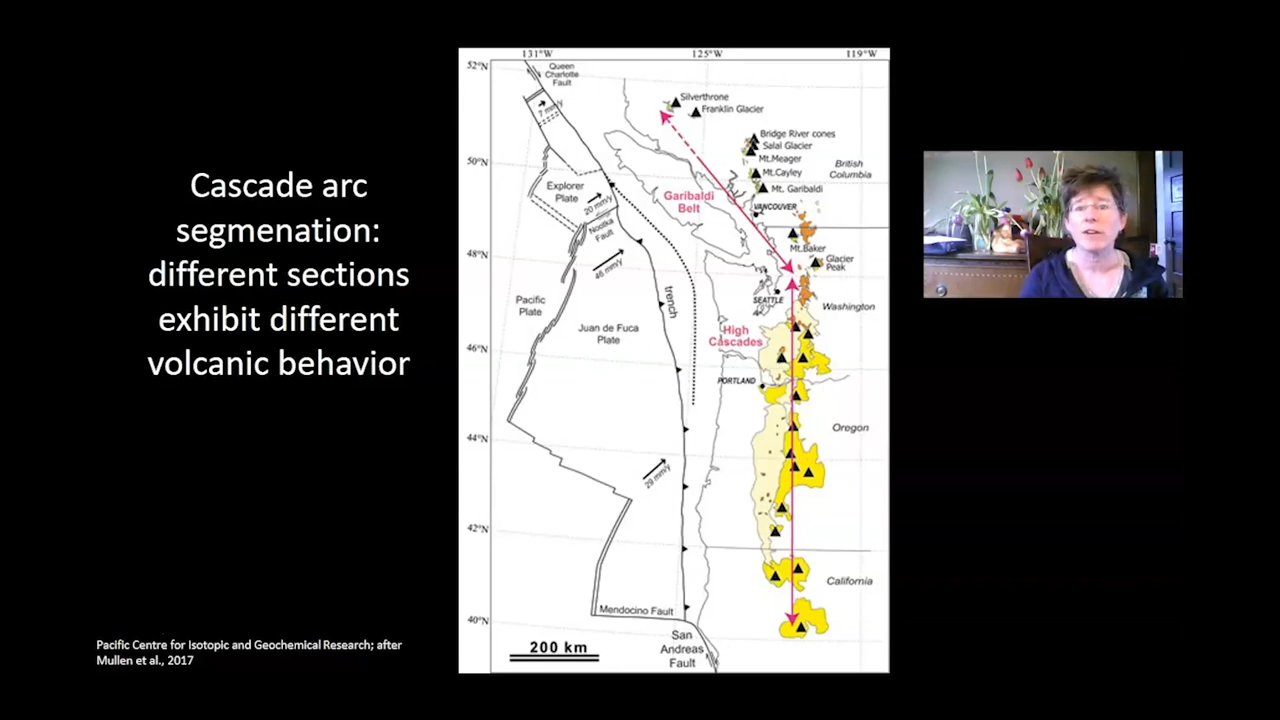 Cascade arc
segmenation:
different sections
exhibit different
volcanic behavior
Pacific Centre for Isotopic and Geochemical Research; after
Mullen et al., 2017
131°W
125°W
119°W
52°N
50°N
48°N
46°N
44°N
42°N
40°N
Queen
Charlotte
Fault
7 mm/y
Silverthrone
Franklin Glacier
Bridge River cones
Salal Glacier
Mt.Meager
Mt.Cayley
Mt. Garibaldi
British
Columbia
Explorer
Plate
20 mm/y
Nootka
Fault
46 mm/y
Garibaldi
Belt
VANCOUVER
Mt.Baker
Glacier
Peak
Pacific
Plate
Juan de Fuca
Plate
trench
SEATTLE
Washington
High
Cascades
PORTLAND
Oregon
29 mm/y
California
Mendocino Fault
San
Andreas
Fault
200 km